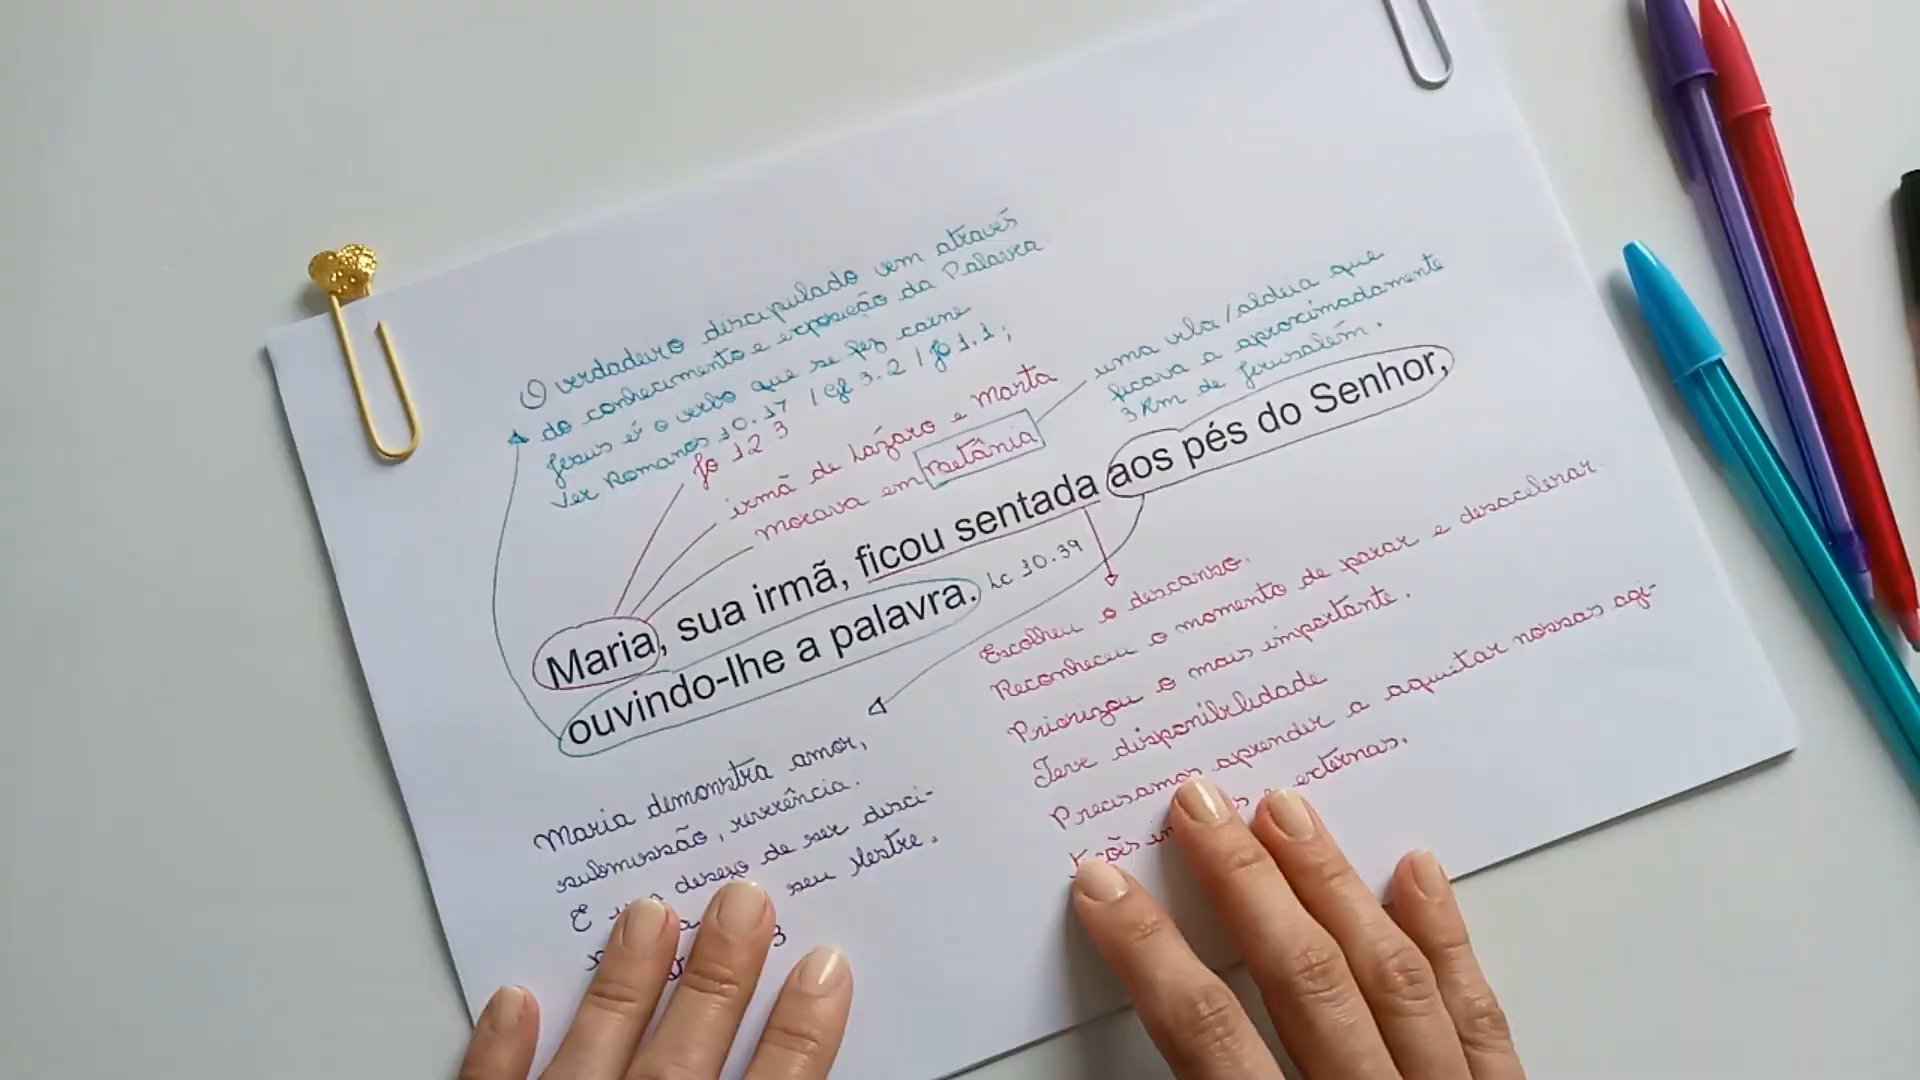 O verdadeiro discipulado vem através
do conhecimento e exposição da Palavra
Jesus é o verbo que se fez carne
Ver Romanos 10.17 / ef 3.2 / Jo 1.1;
Jo 12 3
irmã de Lázaro e Marta
morava em Betânia
uma vila/aldeia que
ficava a aproximadamente
3 Km de Jerusalém.
Maria, sua irmã, ficou sentada aos pés do Senhor,
ouvindo-lhe a palavra. Lc 10.39
Maria demonstra amor,
submissão, reverência.
E desejo de ser disci-
seu Mestre.
3
Escolheu o descanso.
Reconheceu o momento de parar e desacelerar.
Priorizou o mais importante.
Teve disponibilidade
Precisamos aprender a aquietar nossas agi-
e externas.